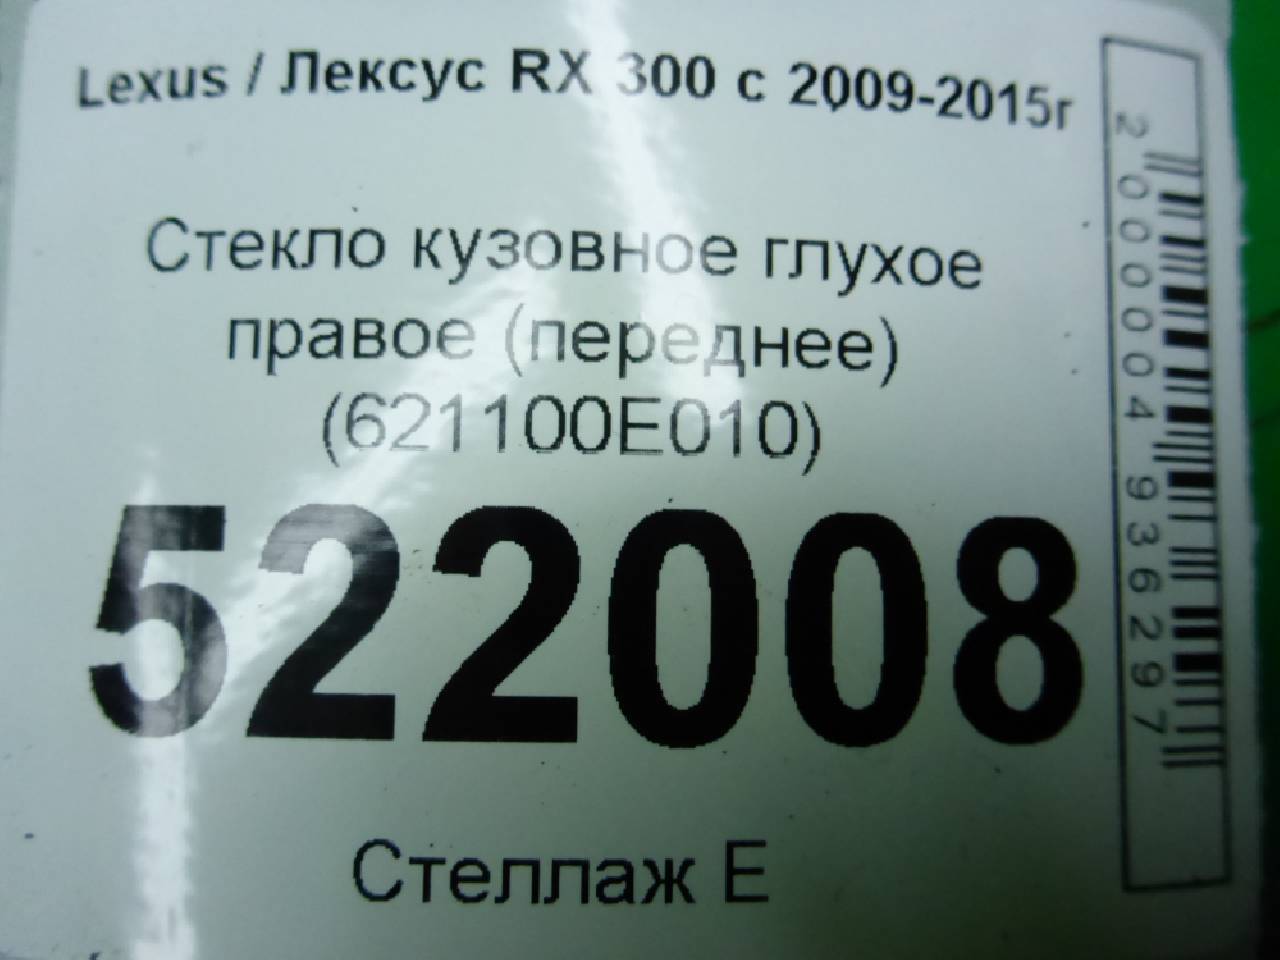 Lexus / Лексус RX 300 с 2009-2015г
Стекло кузовное глухое
правое (переднее)
(621100E010)
522008
Стеллаж Е
2000004936297